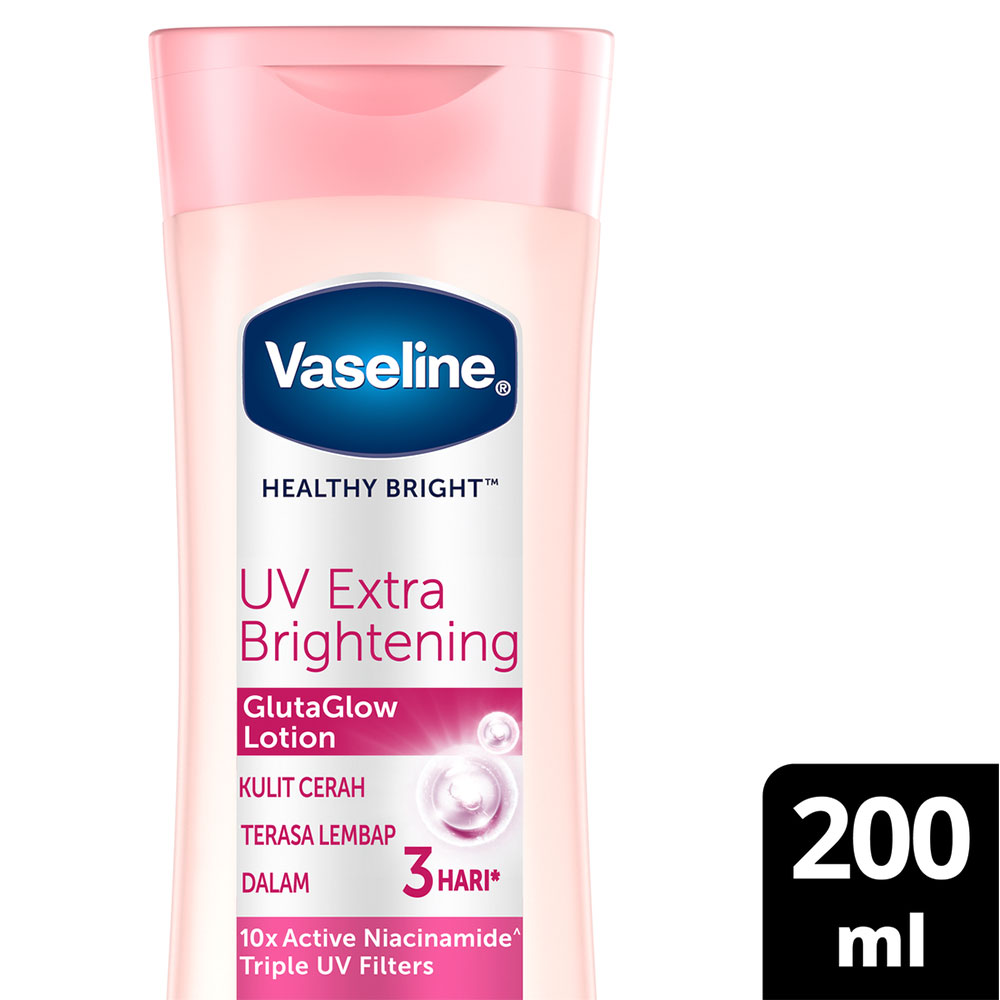 Vaseline®
HEALTHY BRIGHT™
UV Extra
Brightening
GlutaGlow
Lotion
KULIT CERAH
TERASA LEMBAP
DALAM 3 HARI*
10x Active Niacinamide^
Triple UV Filters
200
ml